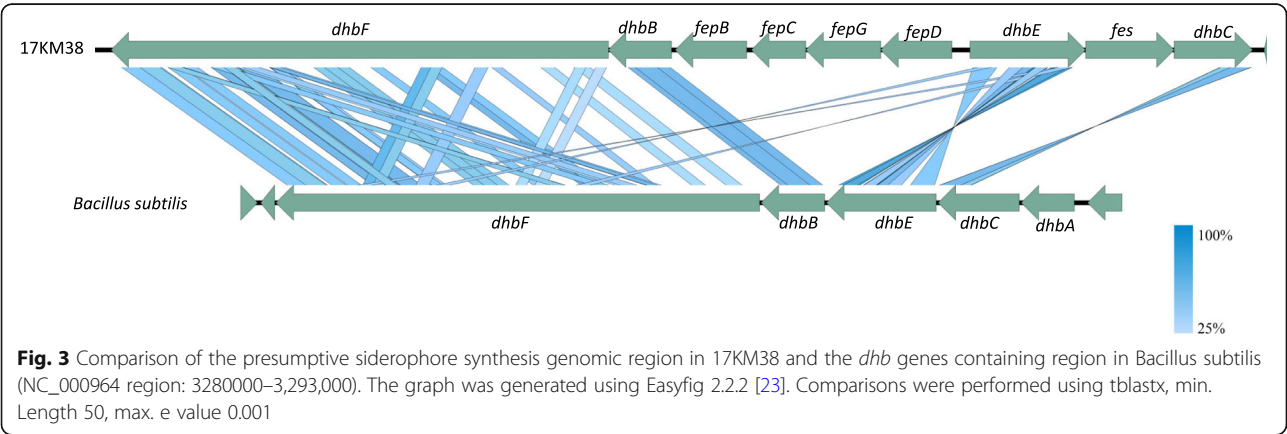 dhbF dhbB fepB fepC fepG fepD dhbE fes dhbC
17KM38
Bacillus subtilis
dhbF dhbB dhbE dhbC dhbA
100%
25%
Fig. 3 Comparison of the presumptive siderophore synthesis genomic region in 17KM38 and the dhb genes containing region in Bacillus subtilis
(NC_000964 region: 3280000–3,293,000). The graph was generated using Easyfig 2.2.2 [23]. Comparisons were performed using tblastx, min.
Length 50, max. e value 0.001